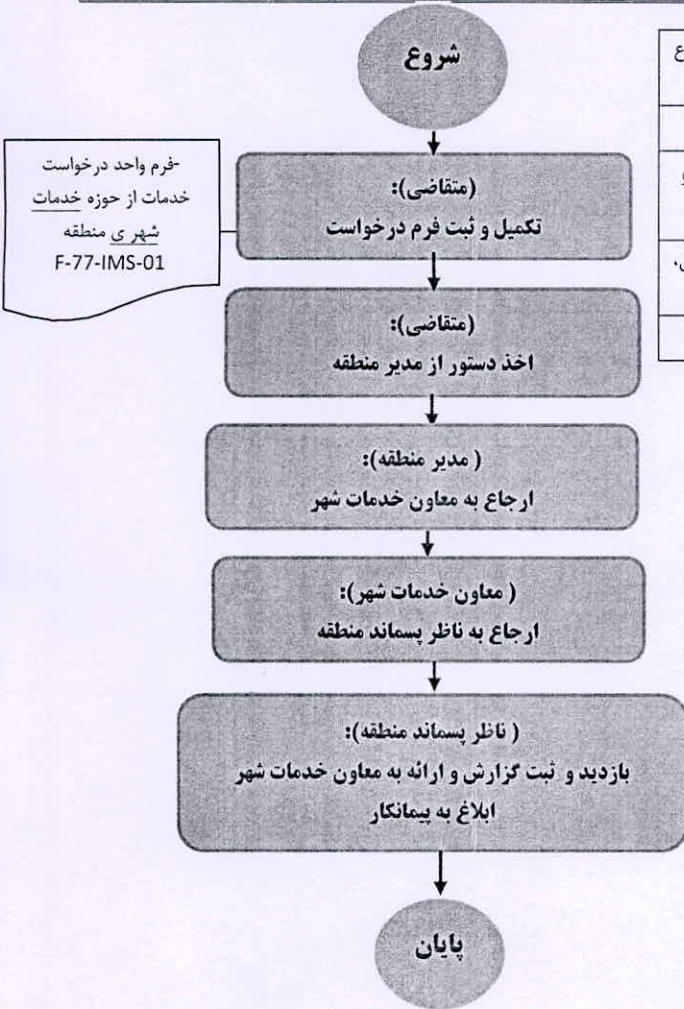 شروع
-فرم واحد درخواست
خدمات از حوزه خدمات
شهر ی منطقه
F-77-IMS-01
(متقاضی):
تکمیل و ثبت فرم درخواست
(متقاضی):
اخذ دستور از مدیر منطقه
( مدیر منطقه):
ارجاع به معاون خدمات شهر
( معاون خدمات شهر):
ارجاع به ناظر پسماند منطقه
( ناظر پسماند منطقه):
بازدید و ثبت گزارش و ارائه به معاون خدمات شهر
ابلاغ به پیمانکار
پایان